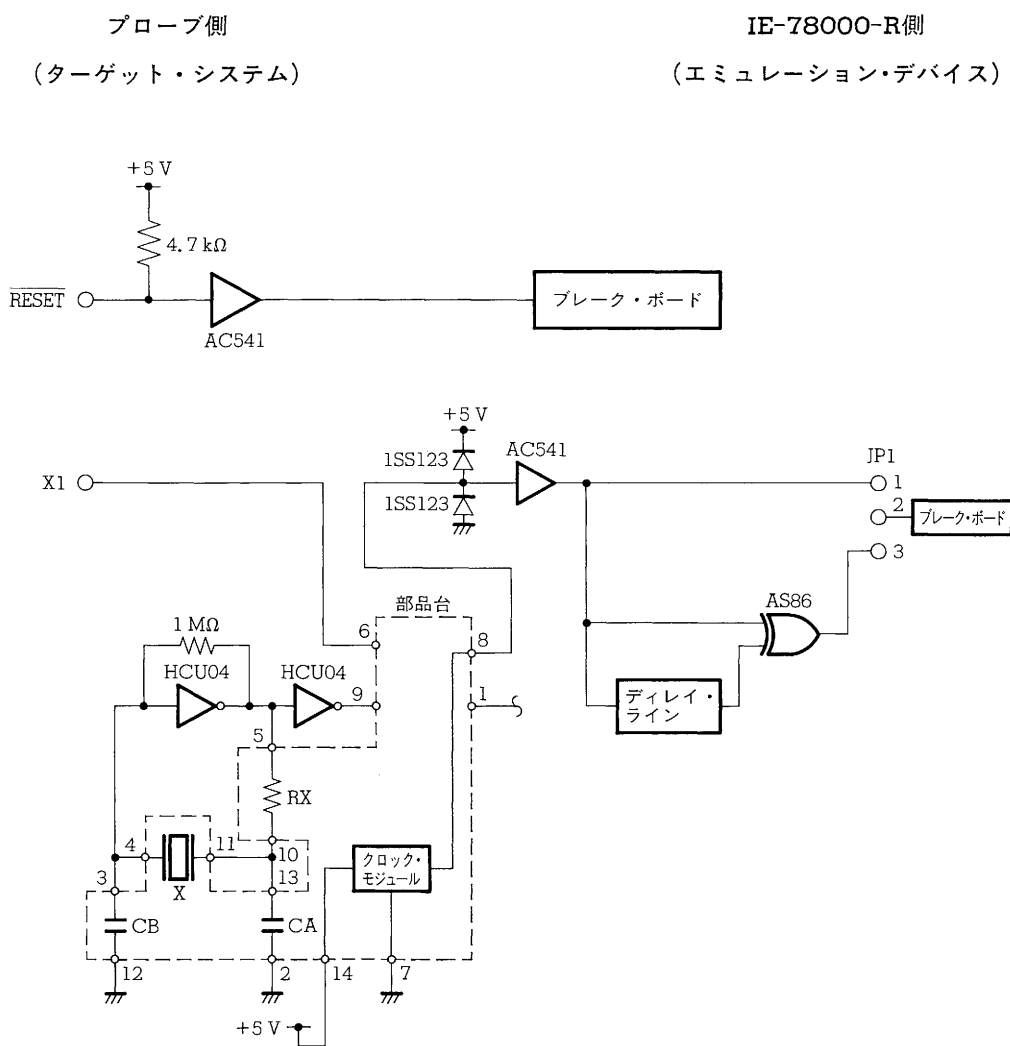 プローブ側
(ターゲット・システム)
IE-78000-R側
(エミュレーション・デバイス)
+5 V
4.7 kΩ
RESET
AC541
ブレーク・ボード
+5 V
1SS123
AC541
JP1
X1
1
1SS123
2
ブレーク・ボード
3
部品台
AS86
1 MΩ
6
8
HCU04
HCU04
9
1
ディレイ・
ライン
5
RX
4
11
10
クロック・
モジュール
3
X
13
CB
CA
12
2
14
7
+5 V